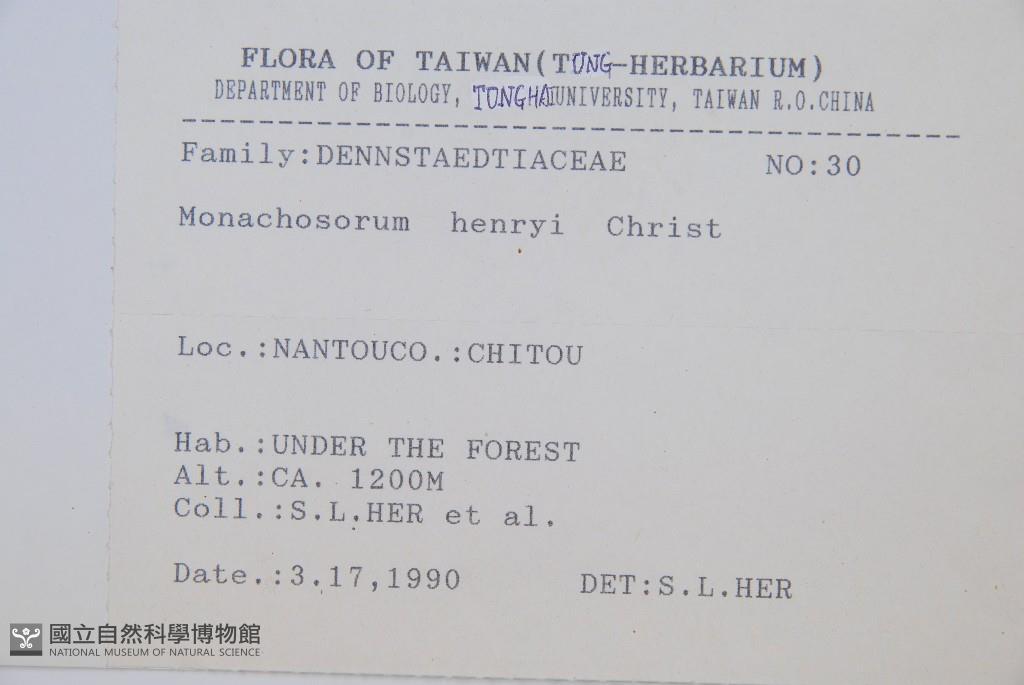 FLORA OF TAIWAN(TUNG-HERBARIUM)
DEPARTMENT OF BIOLOGY, TONGHAIUNIVERSITY, TAIWAN R.O.CHINA
Family:DENNSTAEDTIACEAE NO:30
Monachosorum henryi Christ
Loc.:NANTOUCO.:CHITOU
Hab.:UNDER THE FOREST
Alt.:CA. 1200M
Coll.:S.L.HER et al.
Date.:3.17,1990 DET:S.L.HER
國立自然科學博物館
NATIONAL MUSEUM OF NATURAL SCIENCE